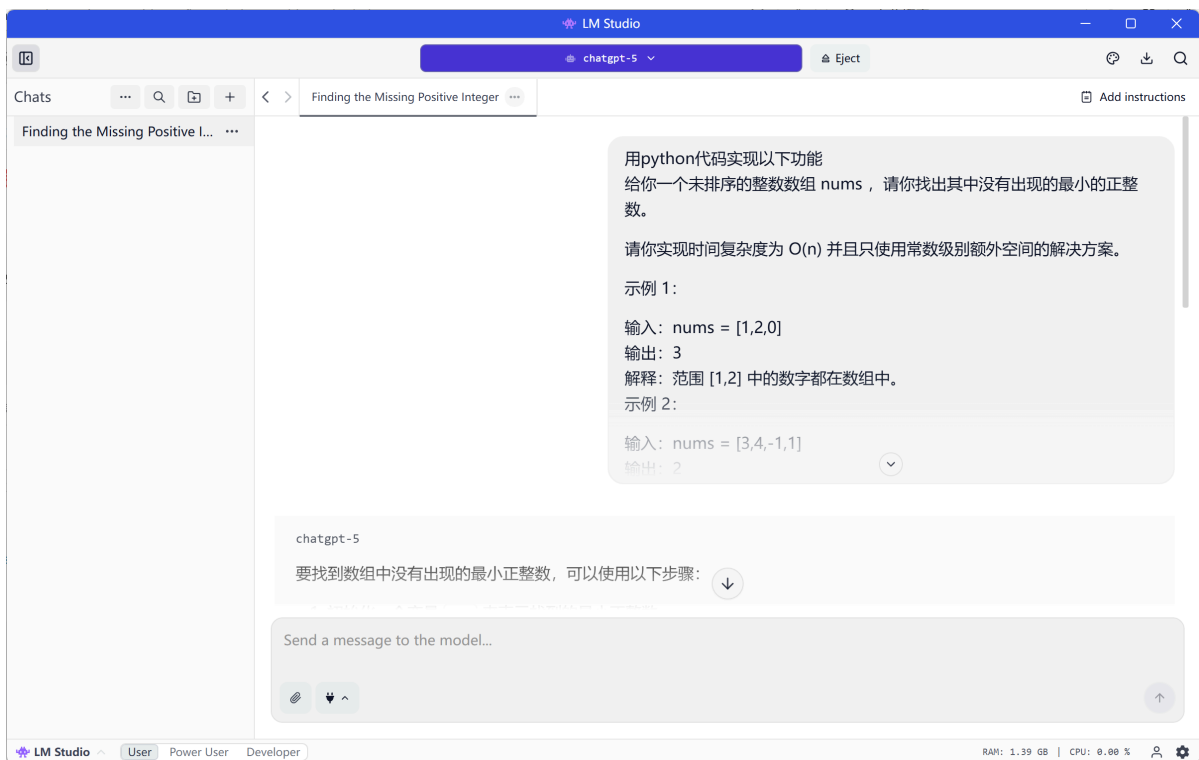 LM Studio
chatgpt-5
Eject
Chats
Finding the Missing Positive Integer
Add instructions
Finding the Missing Positive I...
用python代码实现以下功能
给你一个未排序的整数数组 nums ，请你找出其中没有出现的最小的正整
数。
请你实现时间复杂度为 O(n) 并且只使用常数级别额外空间的解决方案。
示例 1：
输入：nums = [1,2,0]
输出：3
解释：范围 [1,2] 中的数字都在数组中。
示例 2：
输入：nums = [3,4,-1,1]
输出：2
chatgpt-5
要找到数组中没有出现的最小正整数，可以使用以下步骤：
Send a message to the model...
LM Studio
User
Power User
Developer
RAM: 1.39 GB | CPU: 0.00 %